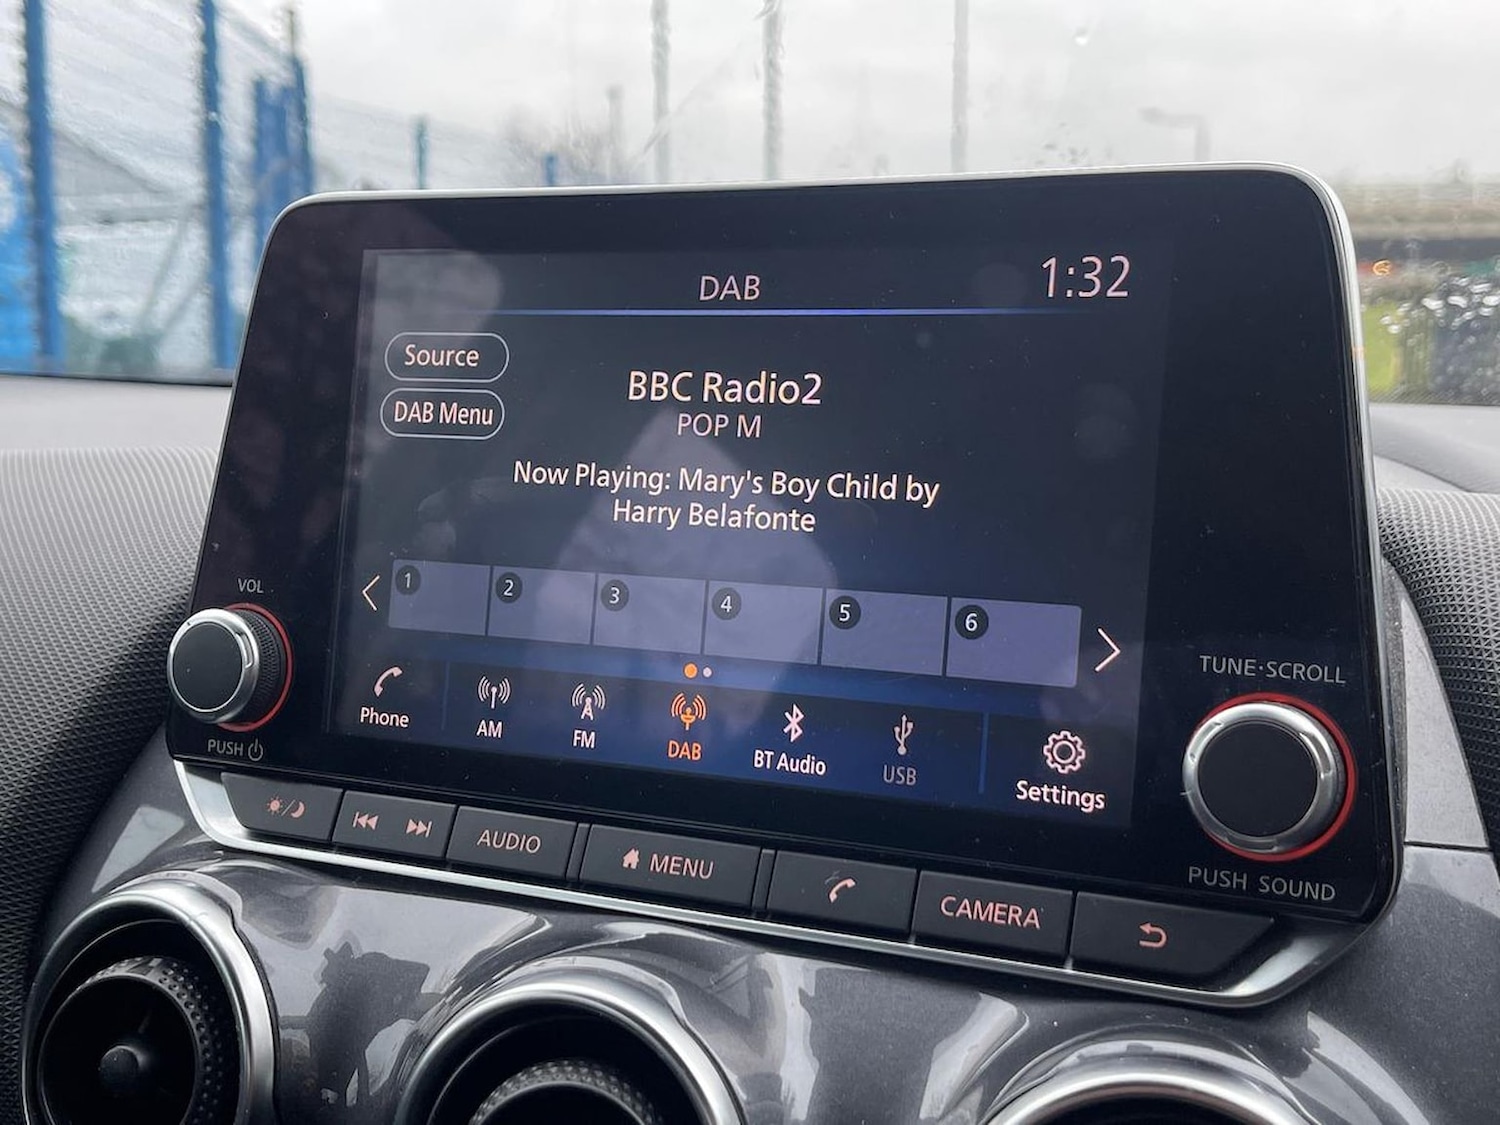 DAB
1:32
Source
DAB Menu
BBC Radio2
POP M
Now Playing: Mary's Boy Child by
Harry Belafonte
1 2 3 4 5 6
Phone
AM
FM
DAB
BT Audio
USB
Settings
VOL
PUSH
TUNE·SCROLL
PUSH SOUND
AUDIO
MENU
CAMERA